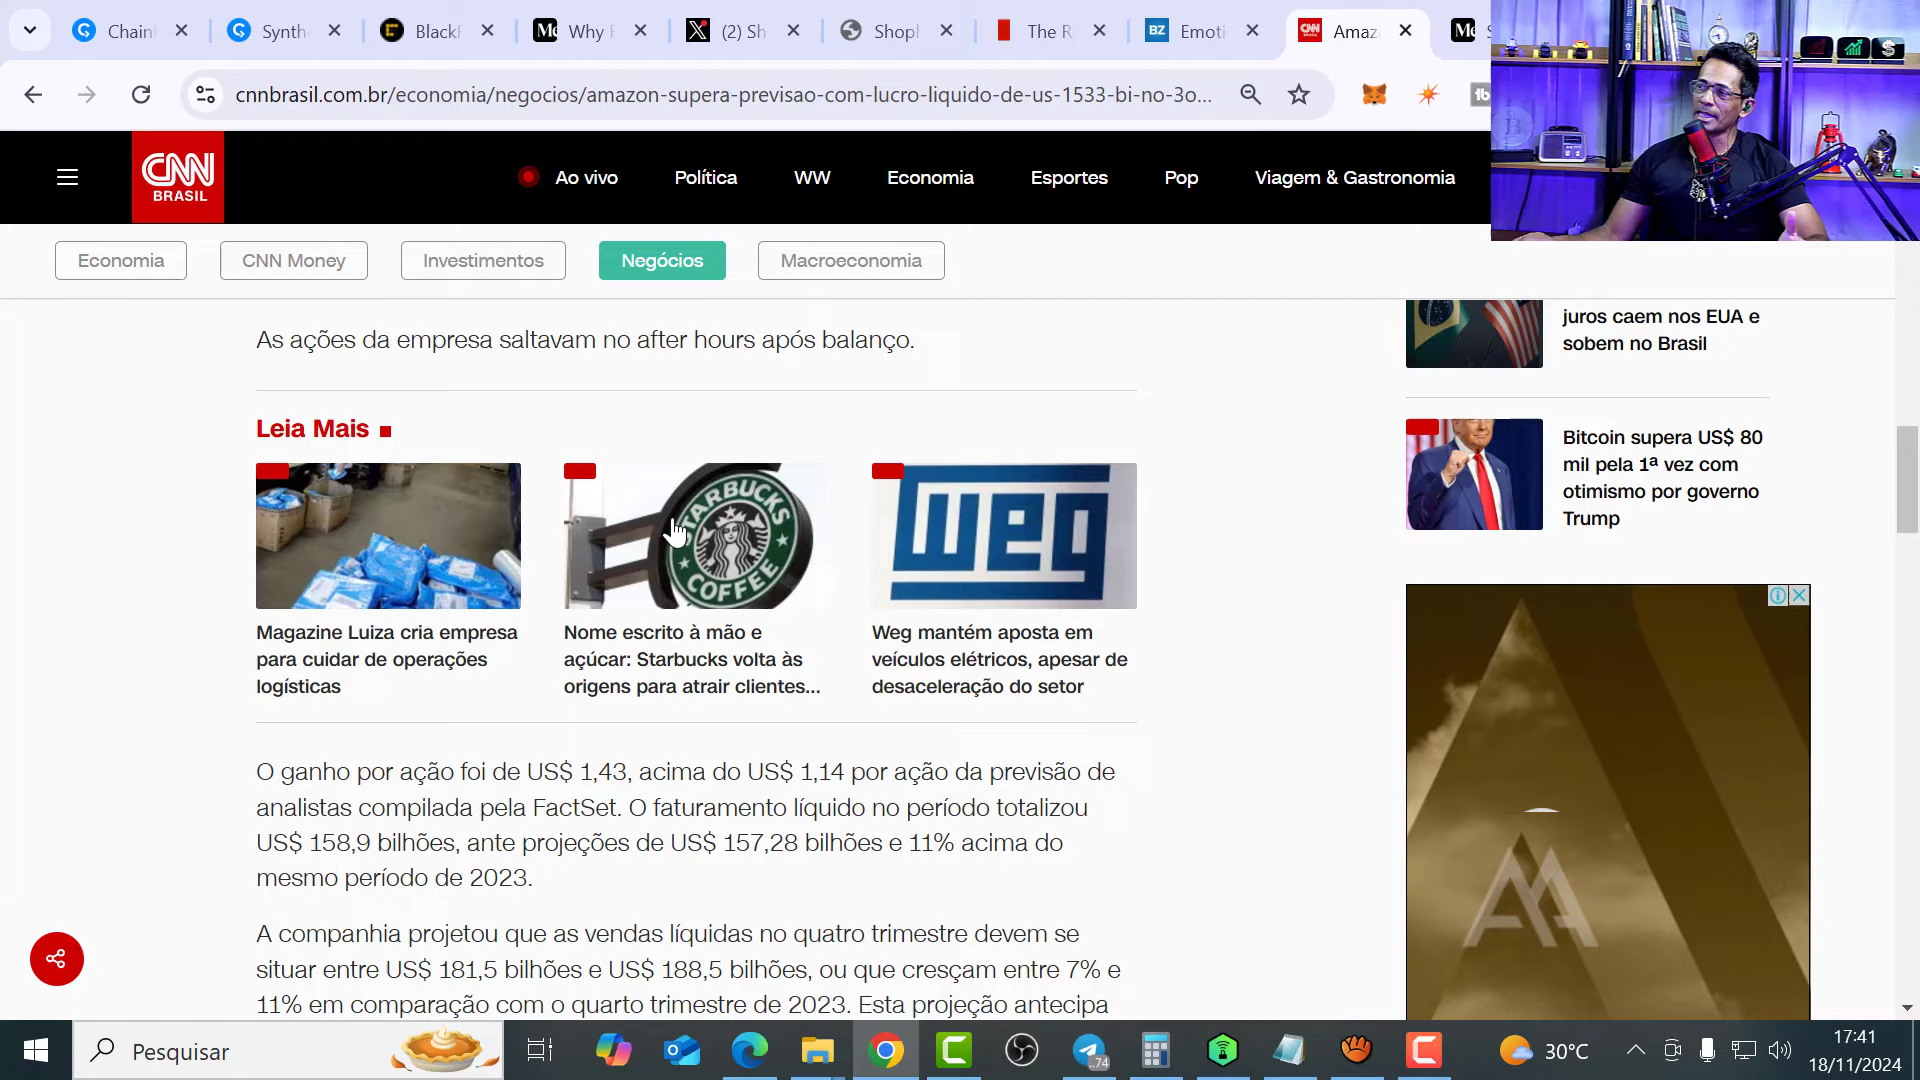 Chainl
Synth
BlackR
Why
(2) Sh
Shopl
The R
Emoti
Amaz
cnnbrasil.com.br/economia/negocios/amazon-supera-previsao-com-lucro-liquido-de-us-1533-bi-no-3o...
CNN
BRASIL
Ao vivo
Política
WW
Economia
Esportes
Pop
Viagem & Gastronomia
Economia
CNN Money
Investimentos
Negócios
Macroeconomia
As ações da empresa saltavam no after hours após balanço.
Leia Mais
STARBUCKS
COFFEE
weg
Magazine Luiza cria empresa
para cuidar de operações
logísticas
Nome escrito à mão e
açúcar: Starbucks volta às
origens para atrair clientes...
Weg mantém aposta em
veículos elétricos, apesar de
desaceleração do setor
O ganho por ação foi de US$ 1,43, acima do US$ 1,14 por ação da previsão de
analistas compilada pela FactSet. O faturamento líquido no período totalizou
US$ 158,9 bilhões, ante projeções de US$ 157,28 bilhões e 11% acima do
mesmo período de 2023.
A companhia projetou que as vendas líquidas no quatro trimestre devem se
situar entre US$ 181,5 bilhões e US$ 188,5 bilhões, ou que cresçam entre 7% e
11% em comparação com o quarto trimestre de 2023. Esta projeção antecipa
juros caem nos EUA e
sobem no Brasil
Bitcoin supera US$ 80
mil pela 1ª vez com
otimismo por governo
Trump
Pesquisar
74
30°C
17:41
18/11/2024